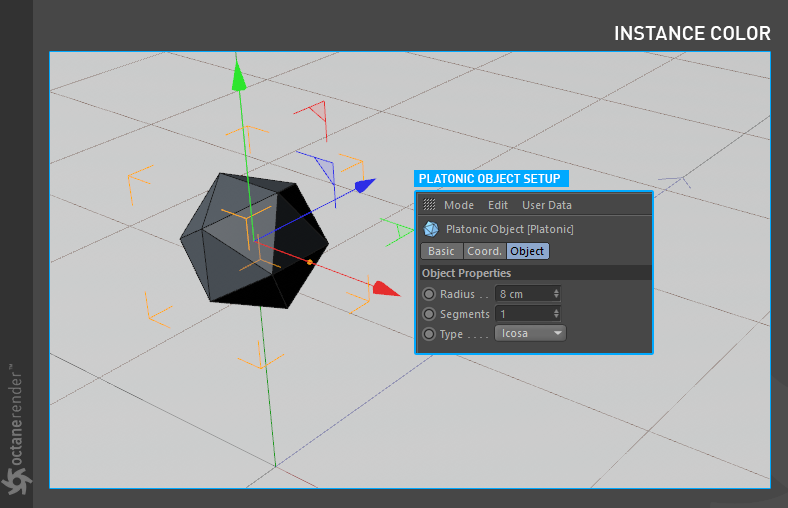 INSTANCE COLOR
PLATONIC OBJECT SETUP
Mode Edit User Data
Platonic Object [Platonic]
Basic Coord. Object
Object Properties
Radius . . 8 cm
Segments 1
Type . . . . Icosa
octanerender™